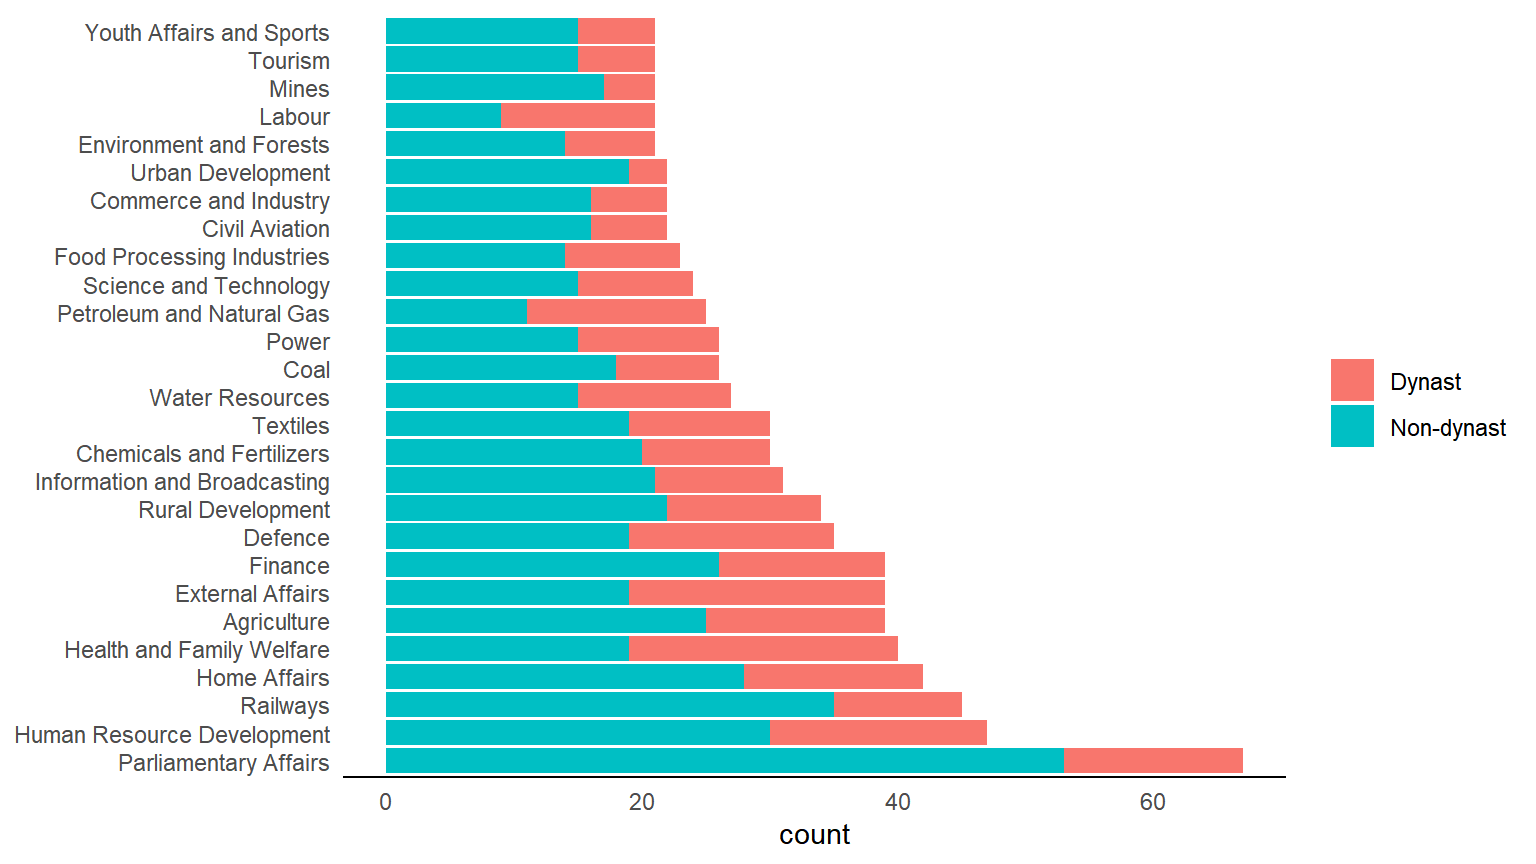 Youth Affairs and Sports
Tourism
Mines
Labour
Environment and Forests
Urban Development
Commerce and Industry
Civil Aviation
Food Processing Industries
Science and Technology
Petroleum and Natural Gas
Power
Coal
Water Resources
Textiles
Chemicals and Fertilizers
Information and Broadcasting
Rural Development
Defence
Finance
External Affairs
Agriculture
Health and Family Welfare
Home Affairs
Railways
Human Resource Development
Parliamentary Affairs
0 20 40 60
count
Dynast
Non-dynast